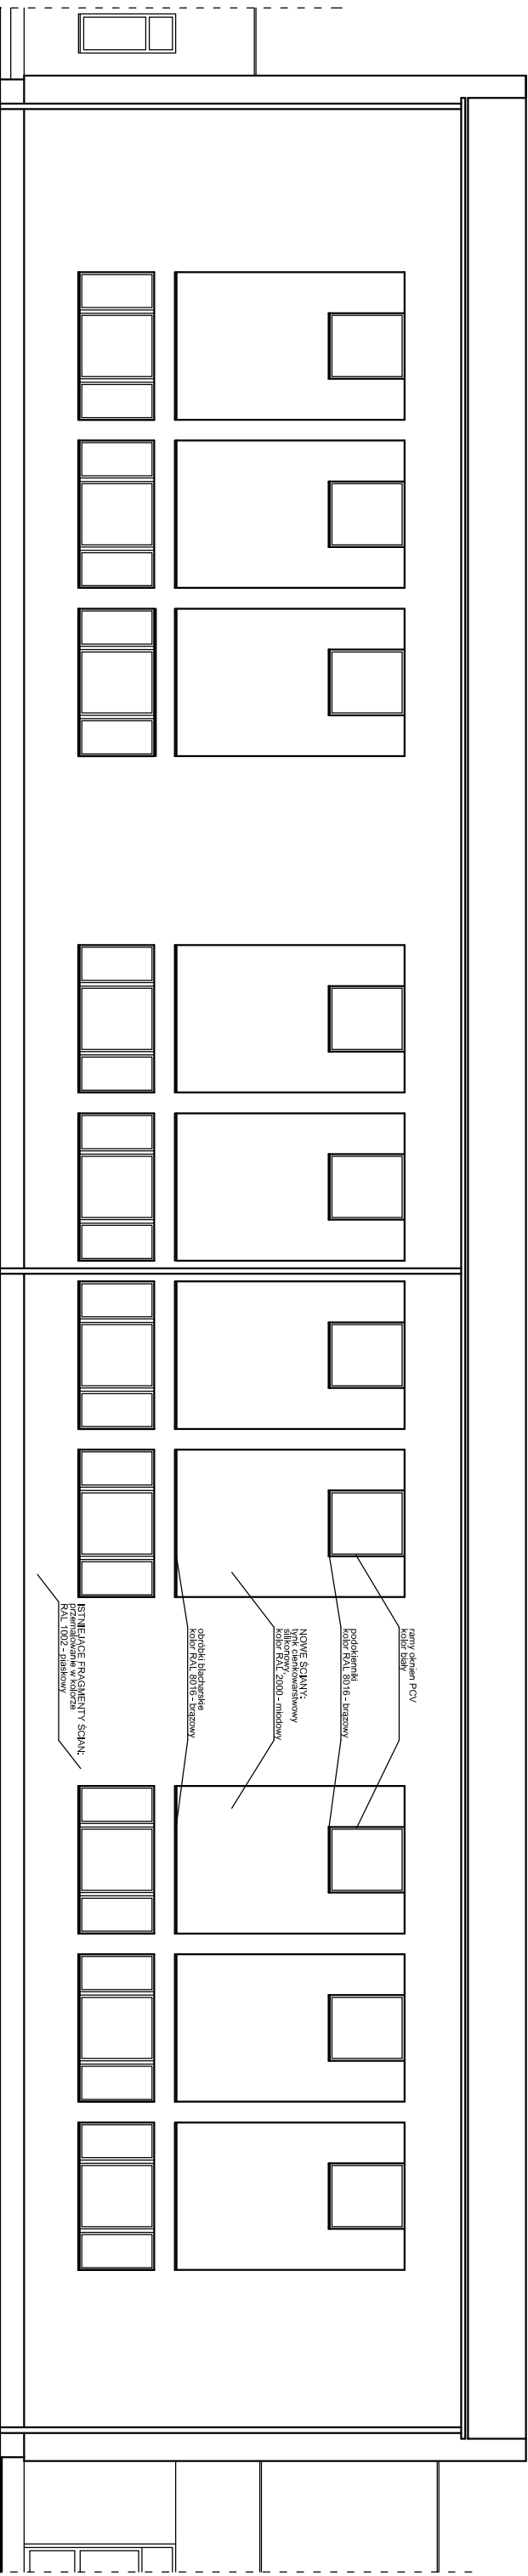 ramy oknien PCV
kolor biały
podokienniki
kolor RAL 8016 - brązowy
NOWE ŚCIANY:
tynk cienkowarstwowy
silikonowy,
kolor RAL 2000 - miodowy
obróbki blacharskie
kolor RAL 8016 - brązowy
ISTNIEJĄCE FRAGMENTY ŚCIAN:
przemalowane w kolorze
RAL 1002 - piaskowy